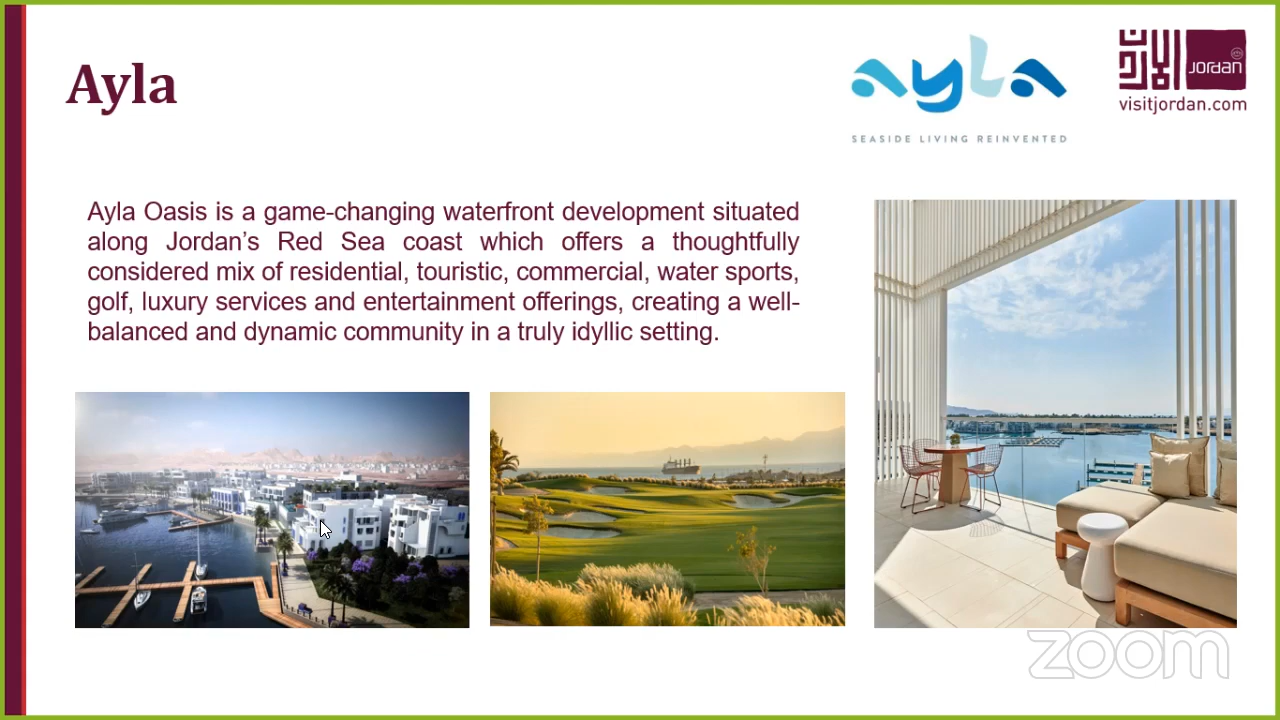 Ayla
ayla
SEASIDE LIVING REINVENTED
الأردن
Jordan
visitjordan.com
Ayla Oasis is a game-changing waterfront development situated
along Jordan’s Red Sea coast which offers a thoughtfully
considered mix of residential, touristic, commercial, water sports,
golf, luxury services and entertainment offerings, creating a well-
balanced and dynamic community in a truly idyllic setting.
zoom